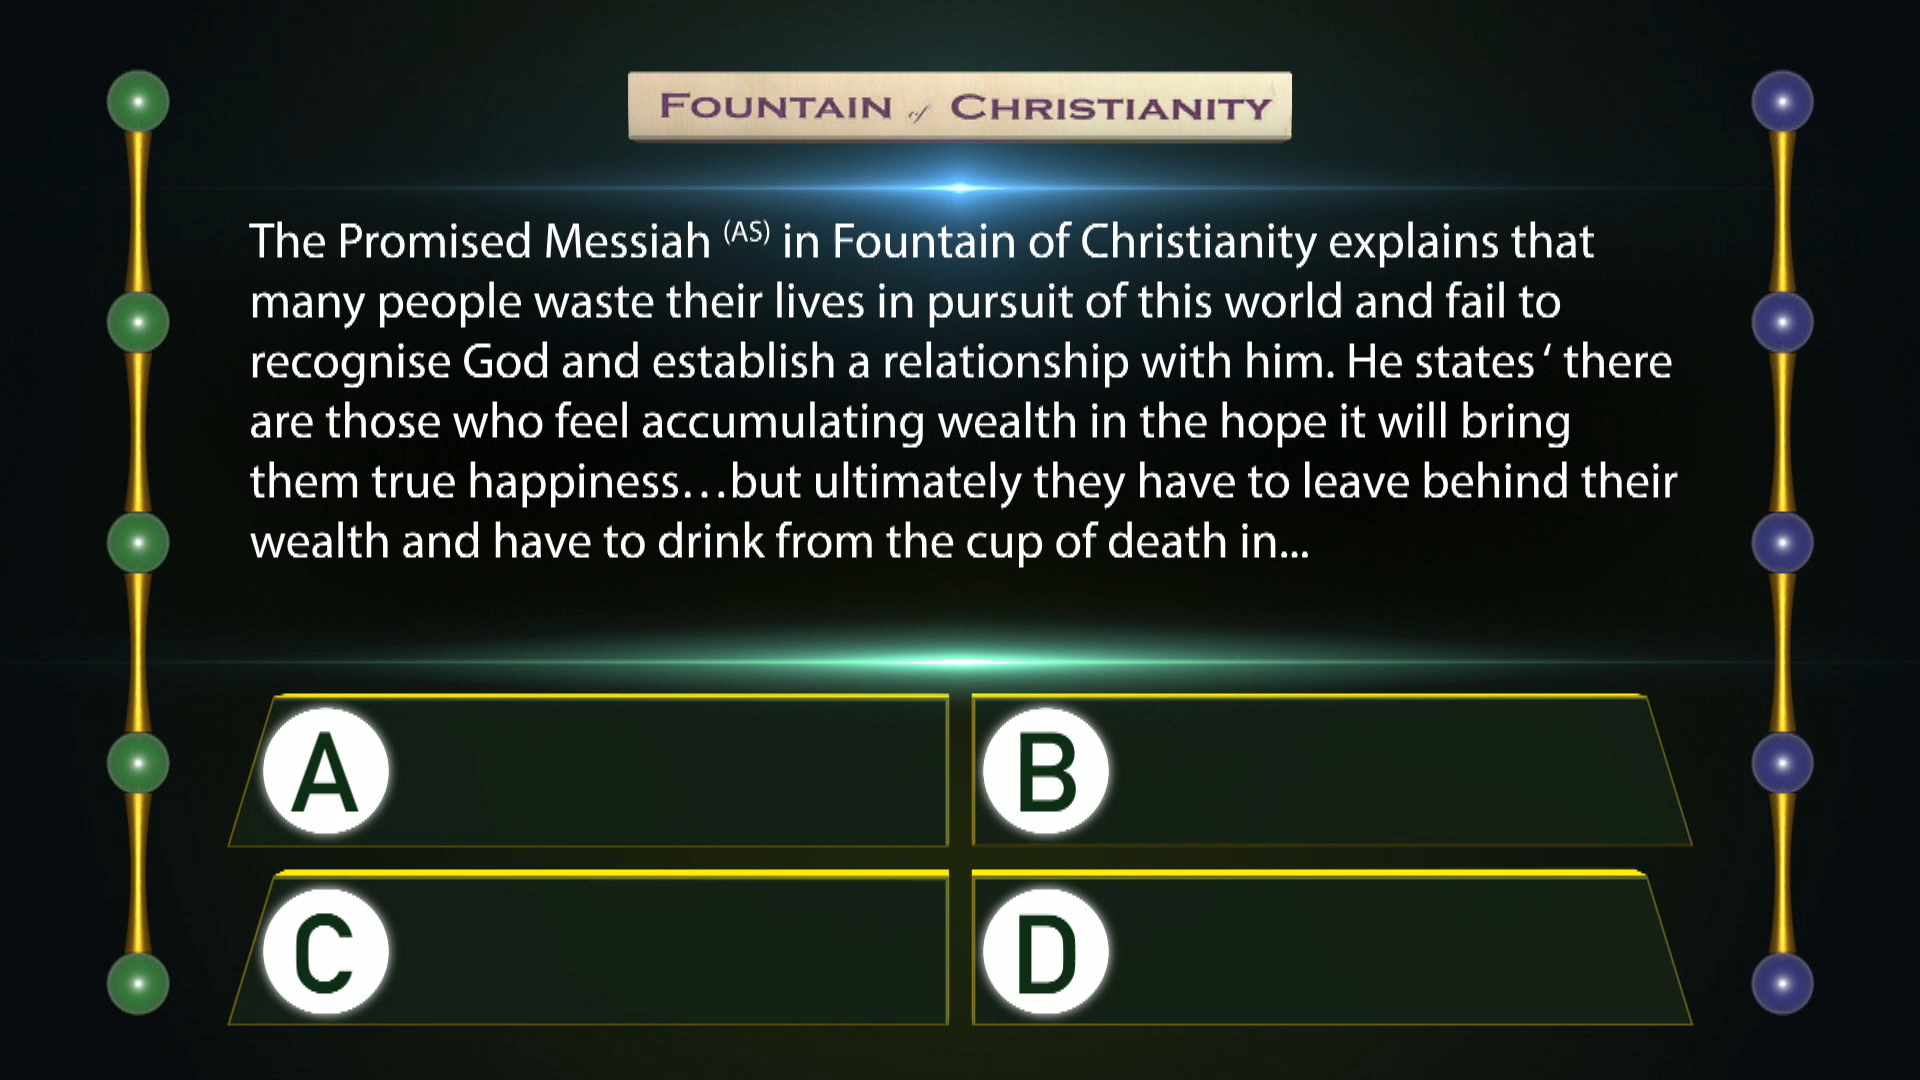 FOUNTAIN of CHRISTIANITY
The Promised Messiah (AS) in Fountain of Christianity explains that
many people waste their lives in pursuit of this world and fail to
recognise God and establish a relationship with him. He states ‘ there
are those who feel accumulating wealth in the hope it will bring
them true happiness…but ultimately they have to leave behind their
wealth and have to drink from the cup of death in...
A
B
C
D